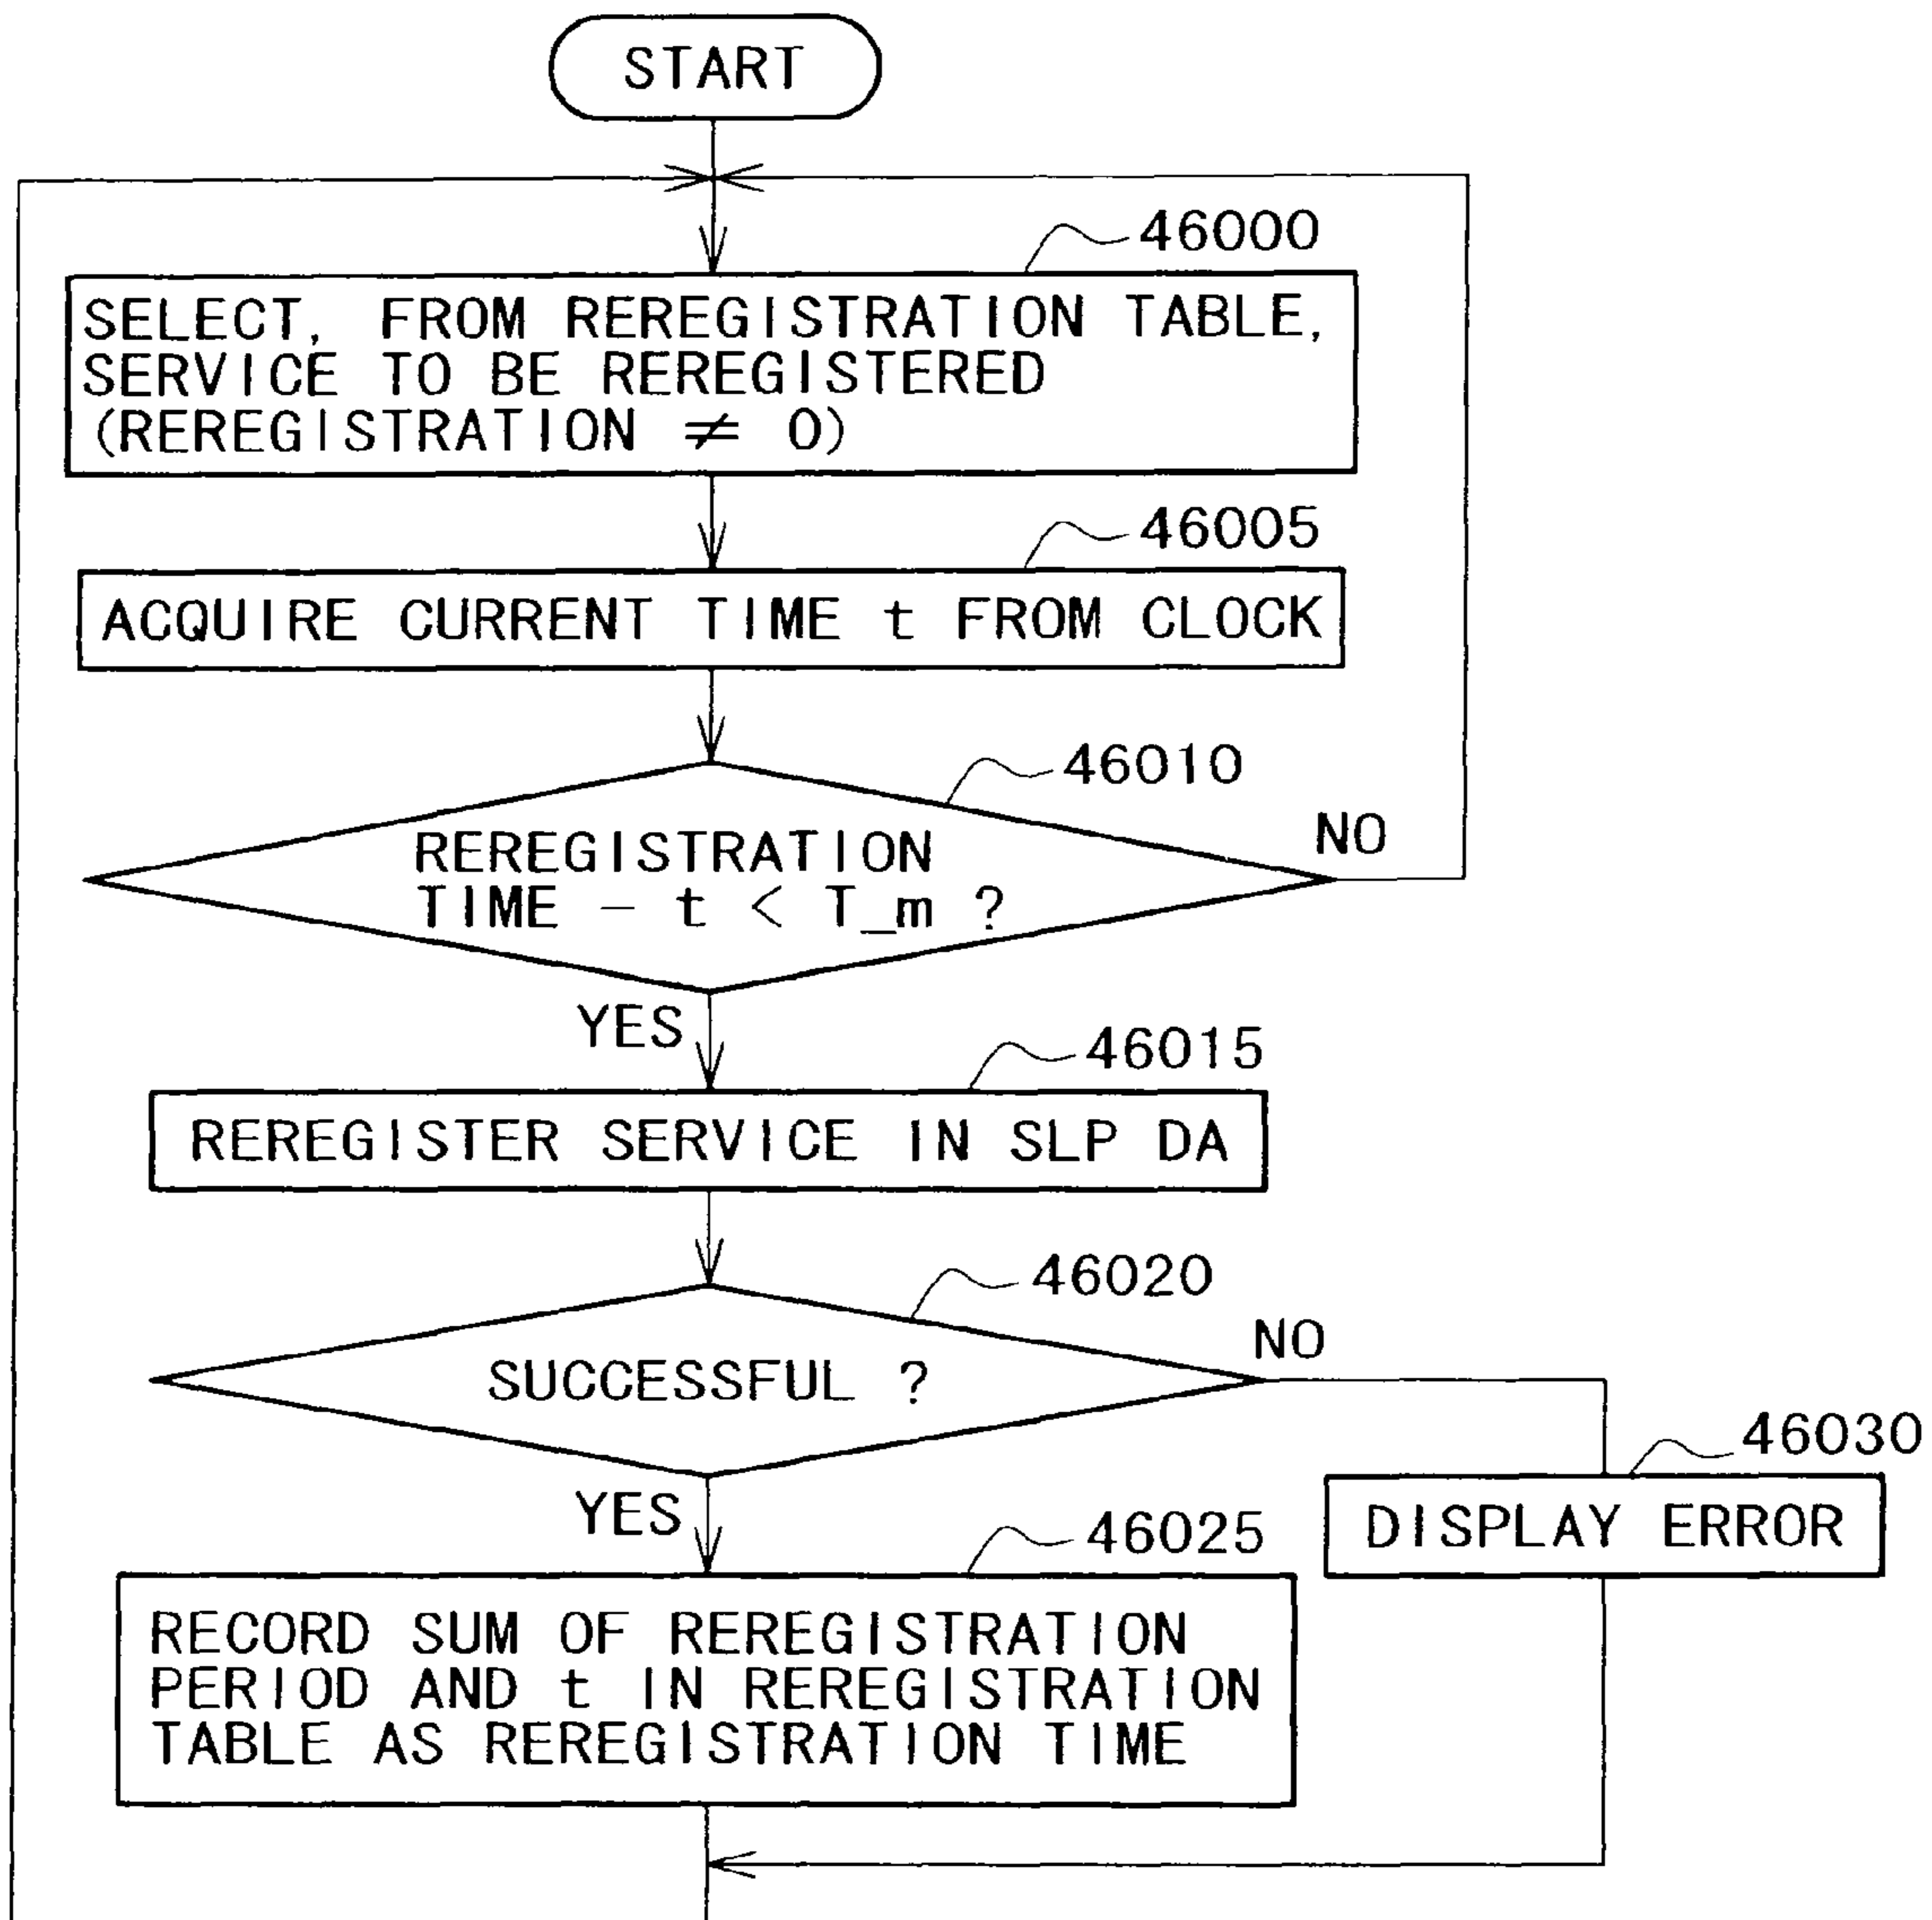 START
46000
SELECT, FROM REREGISTRATION TABLE,
SERVICE TO BE REREGISTERED
(REREGISTRATION ≠ 0)
46005
ACQUIRE CURRENT TIME t FROM CLOCK
46010
NO
REREGISTRATION
TIME - t < T_m ?
YES
46015
REREGISTER SERVICE IN SLP DA
46020
NO
SUCCESSFUL ?
46030
YES
46025
DISPLAY ERROR
RECORD SUM OF REREGISTRATION
PERIOD AND t IN REREGISTRATION
TABLE AS REREGISTRATION TIME